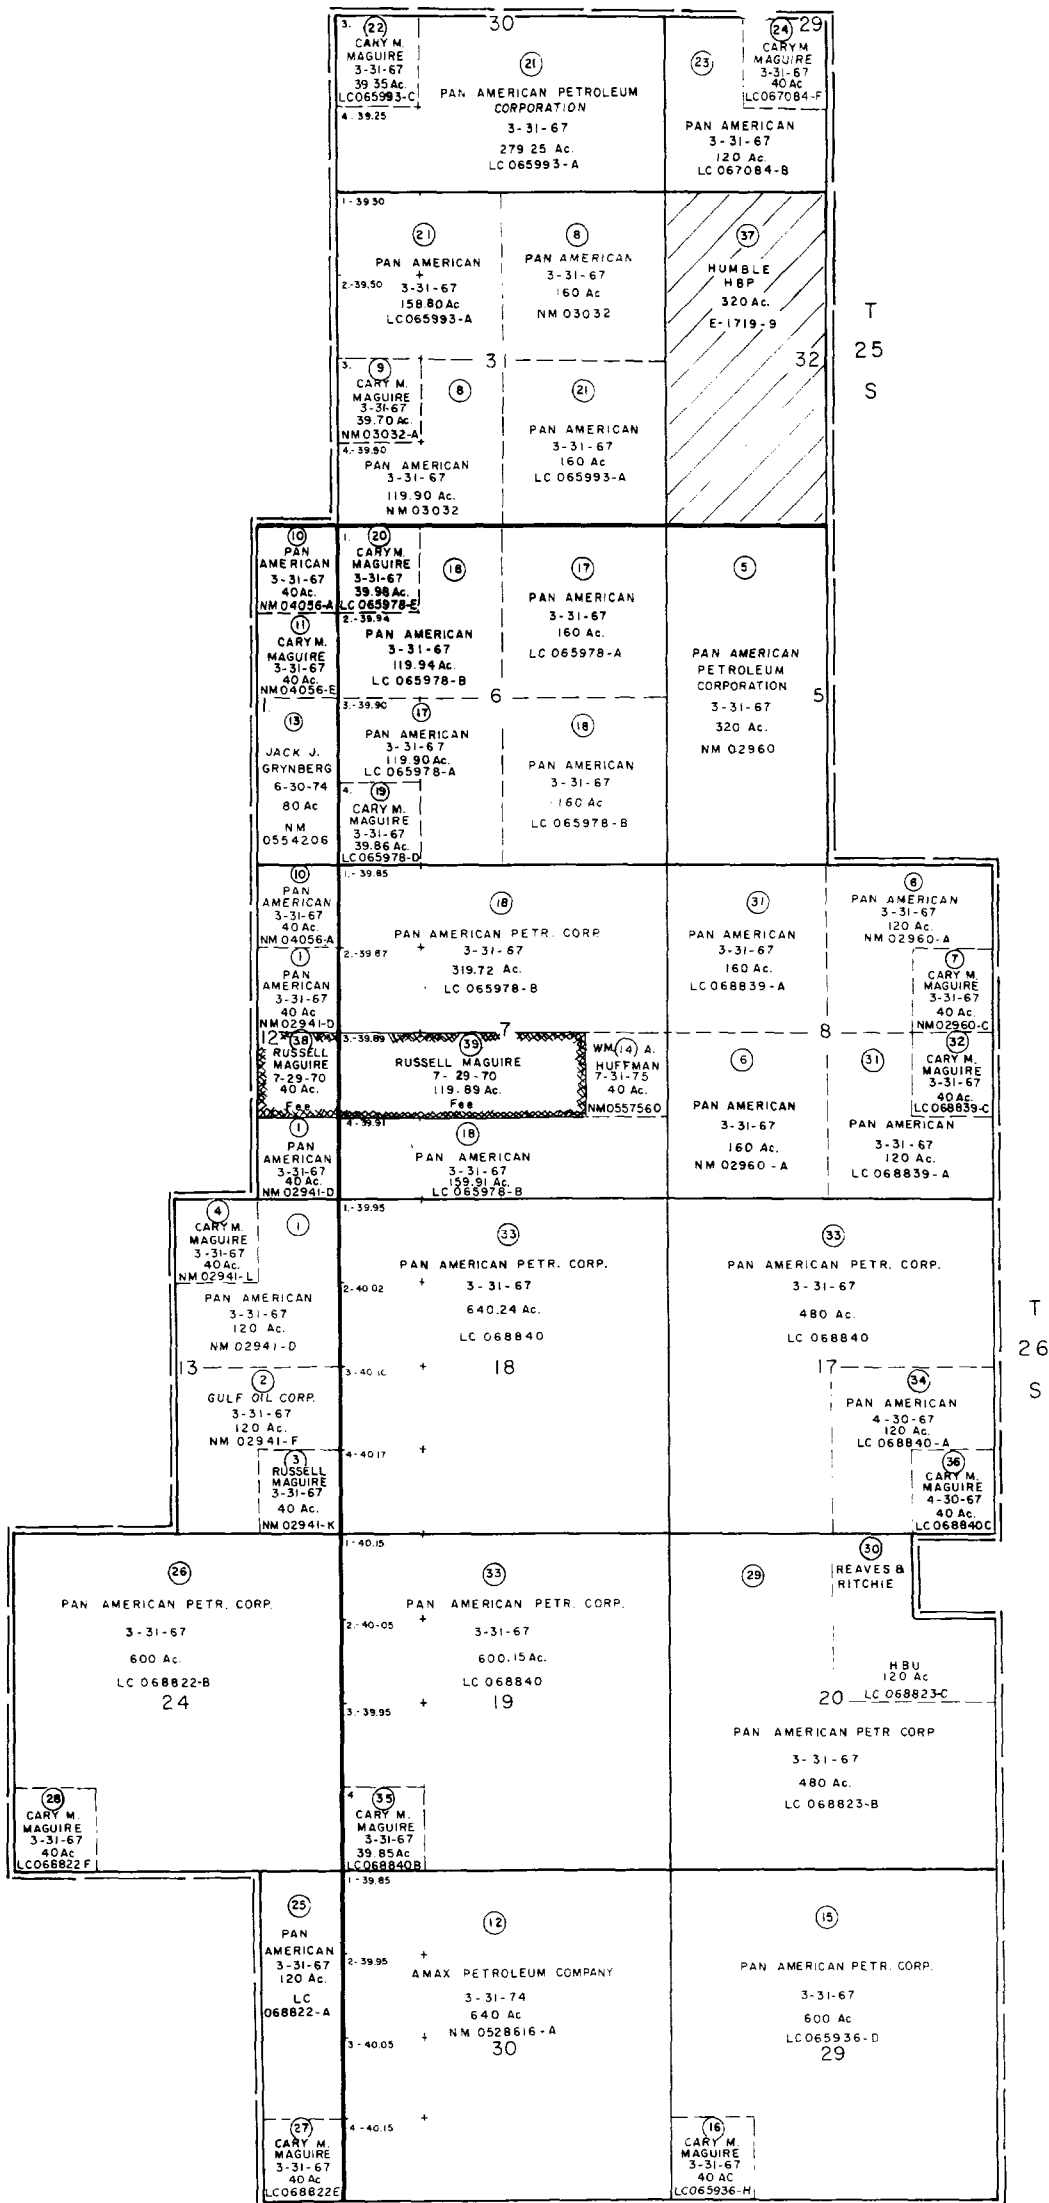 30
29
3.
22
CARY M.
MAGUIRE
3-31-67
39 35 Ac.
LC065993-C
4.-39.25
21
PAN AMERICAN PETROLEUM
CORPORATION
3-31-67
279 25 Ac.
LC 065993-A
23
PAN AMERICAN
3-31-67
120 Ac.
LC 067084-B
24
CARY M
MAGUIRE
3-31-67
40 Ac
LC067084-F
1.-39.50
21
PAN AMERICAN
3-31-67
2.-39.50
158.80 Ac
LC065993-A
8
PAN AMERICAN
3-31-67
160 Ac
NM 03032
37
HUMBLE
HBP
320 Ac.
E-1719-9
T
25
S
3
32
3.
9
CARY M.
MAGUIRE
3-31-67
39.70 Ac.
NM03032-A
4.-39.90
8
PAN AMERICAN
3-31-67
119.90 Ac.
NM 03032
21
PAN AMERICAN
3-31-67
160 Ac
LC 065993-A
10
PAN
AMERICAN
3-31-67
40 Ac.
NM 04056-A
1.
20
CARY M.
MAGUIRE
3-31-67
39.98 Ac.
LC 065978-E
2.-39.94
18
PAN AMERICAN
3-31-67
119.94 Ac.
LC 065978-B
17
PAN AMERICAN
3-31-67
160 Ac.
LC 065978-A
5
PAN AMERICAN
PETROLEUM
CORPORATION
3-31-67
320 Ac.
NM 02960
11
CARY M.
MAGUIRE
3-31-67
40 Ac.
NM04056-E
6
5
1.
13
JACK J.
GRYNBERG
6-30-74
80 Ac
NM
0554206
3.-39.90
17
PAN AMERICAN
3-31-67
119.90 Ac.
LC 065978-A
4.
19
CARY M.
MAGUIRE
3-31-67
39.86 Ac.
LC065978-D
18
PAN AMERICAN
3-31-67
160 Ac
LC 065978-B
10
PAN
AMERICAN
3-31-67
40 Ac.
NM 04056-A
1.-39.85
18
PAN AMERICAN PETR. CORP
2.-39.87
3-31-67
319.72 Ac.
LC 065978-B
31
PAN AMERICAN
3-31-67
160 Ac.
LC068839-A
6
PAN AMERICAN
3-31-67
120 Ac.
NM 02960-A
7
CARY M.
MAGUIRE
3-31-67
40 Ac.
NM02960-C
1
PAN
AMERICAN
3-31-67
40 Ac
NM02941-D
12
7
8
38
RUSSELL
MAGUIRE
7-29-70
40 Ac.
Fee
3.-39.89
39
RUSSELL MAGUIRE
7-29-70
119.89 Ac.
Fee
WM. 14 A.
HUFFMAN
7-31-75
40 Ac.
NM0557560
6
PAN AMERICAN
3-31-67
160 Ac.
NM 02960-A
31
PAN AMERICAN
3-31-67
120 Ac.
LC 068839-A
32
CARY M.
MAGUIRE
3-31-67
40 Ac.
LC068839-C
1
PAN
AMERICAN
3-31-67
40 Ac.
NM 02941-D
4.-39.91
18
PAN AMERICAN
3-31-67
159.91 Ac.
LC 065978-B
4
CARY M.
MAGUIRE
3-31-67
40 Ac.
NM 02941-L
1
PAN AMERICAN
3-31-67
120 Ac.
NM 02941-D
1.-39.95
33
PAN AMERICAN PETR. CORP.
2-40.02
3-31-67
640.24 Ac.
LC 068840
33
PAN AMERICAN PETR. CORP.
3-31-67
480 Ac.
LC 068840
T
26
S
13
3-40.10
18
17
2
GULF OIL CORP.
3-31-67
120 Ac.
NM 02941-F
4-40.17
3
RUSSELL
MAGUIRE
3-31-67
40 Ac.
NM 02941-K
34
PAN AMERICAN
4-30-67
120 Ac.
LC 068840-A
36
CARY M.
MAGUIRE
4-30-67
40 Ac.
LC 068840C
26
PAN AMERICAN PETR. CORP.
3-31-67
600 Ac.
LC 068822-B
24
1-40.15
33
PAN AMERICAN PETR. CORP.
2.-40.05
3-31-67
600.15 Ac.
LC 068840
3.-39.95
19
29
30
REAVES &
RITCHIE
HBU
120 Ac
LC 068823-C
20
PAN AMERICAN PETR CORP
3-31-67
480 Ac.
LC 068823-B
28
CARY M.
MAGUIRE
3-31-67
40 Ac
LC068822 F
4
35
CARY M.
MAGUIRE
3-31-67
39.85 Ac
LC068840B
25
PAN
AMERICAN
3-31-67
120 Ac.
LC
068822-A
1-39.85
12
2-39.95
AMAX PETROLEUM COMPANY
3-31-74
640 Ac
NM 0528616-A
3-40.05
30
15
PAN AMERICAN PETR. CORP.
3-31-67
600 Ac
LC065936-D
29
27
CARY M.
MAGUIRE
3-31-67
40 Ac
LC068822E
4-40.15
16
CARY M.
MAGUIRE
3-31-67
40 AC
LC065936-H